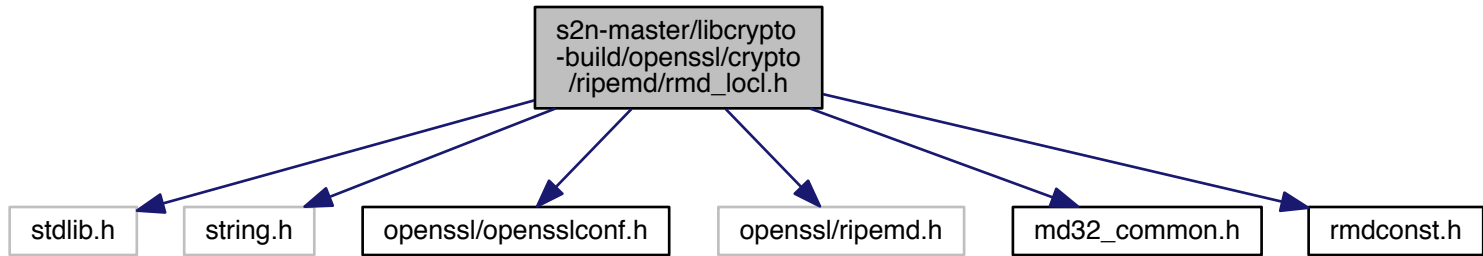 s2n-master/libcrypto
-build/openssl/crypto
/ripemd/rmd_locl.h
stdlib.h
string.h
openssl/opensslconf.h
openssl/ripemd.h
md32_common.h
rmdconst.h